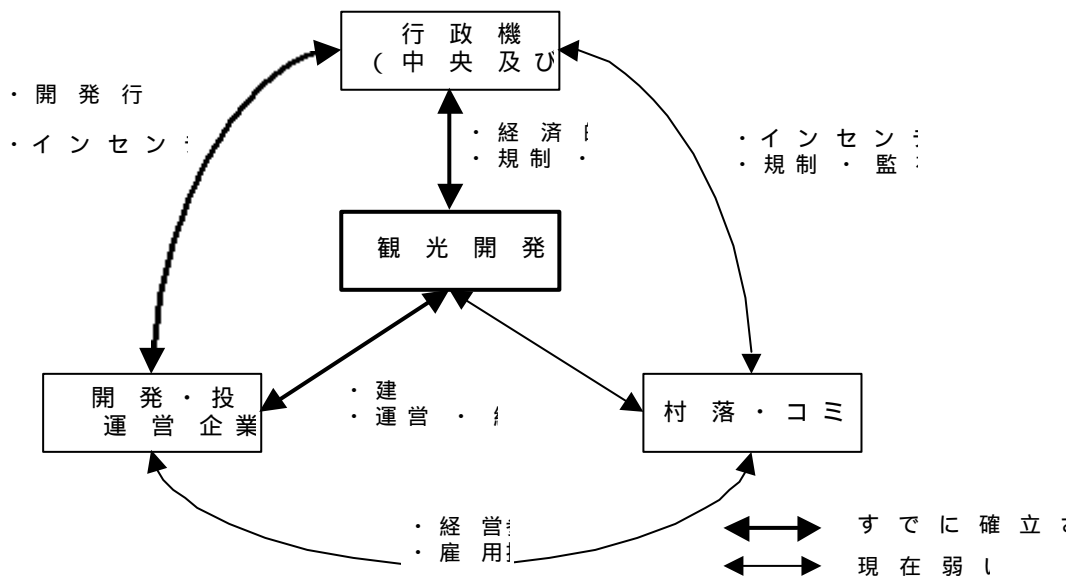 行政機
(中央及び
・開発行
・インセン
・経済
・規制・
・インセン
・規制・監
観光開発
開発・投
運営企業
・建
・運営・
村落・コミ
・経営
・雇用
すでに確立
現在弱